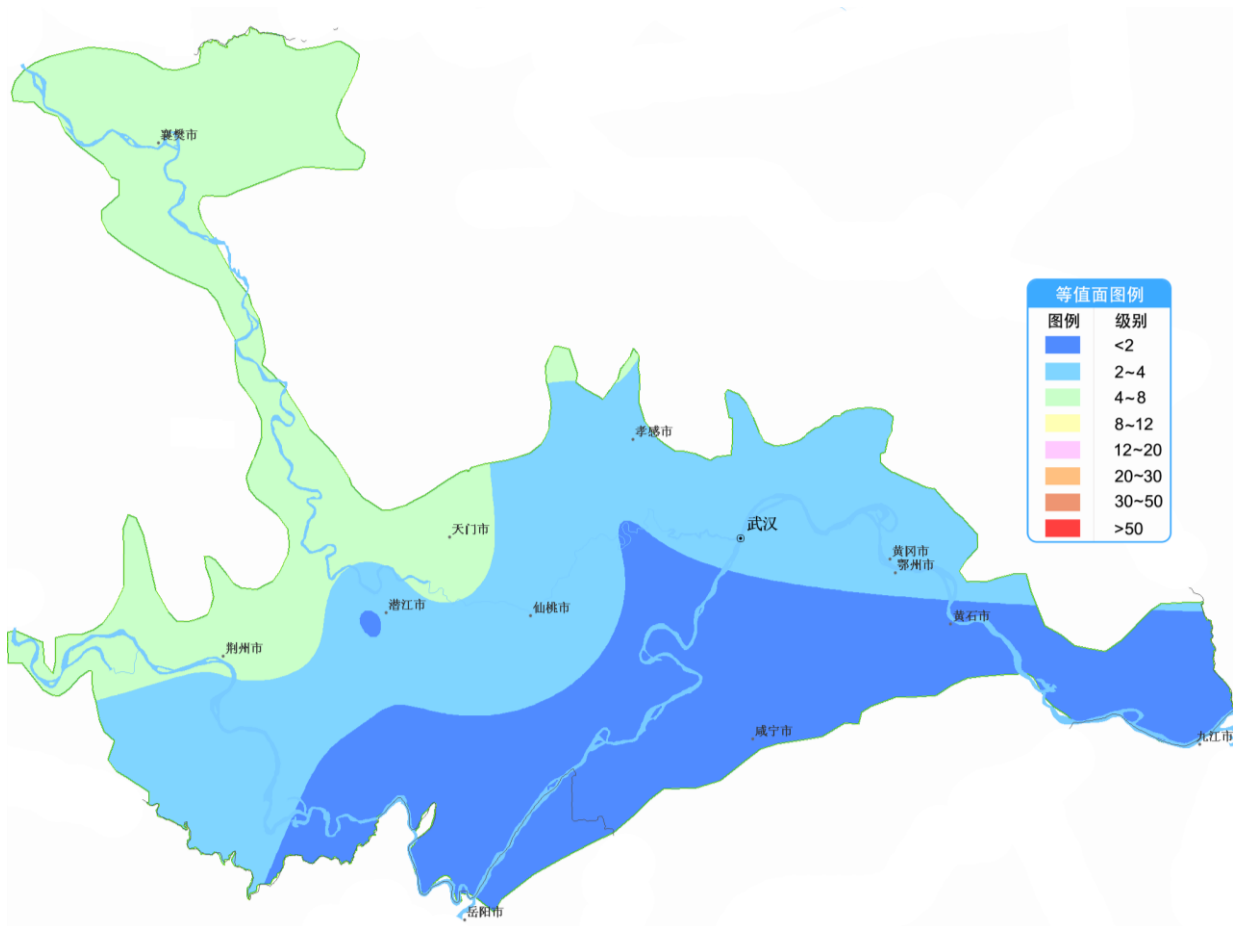 襄樊市
等值面图例
图例 级别
<2
2~4
4~8
8~12
12~20
20~30
30~50
>50
孝感市
天门市
武汉
黄冈市
鄂州市
潜江市
仙桃市
黄石市
荆州市
咸宁市
九江市
岳阳市